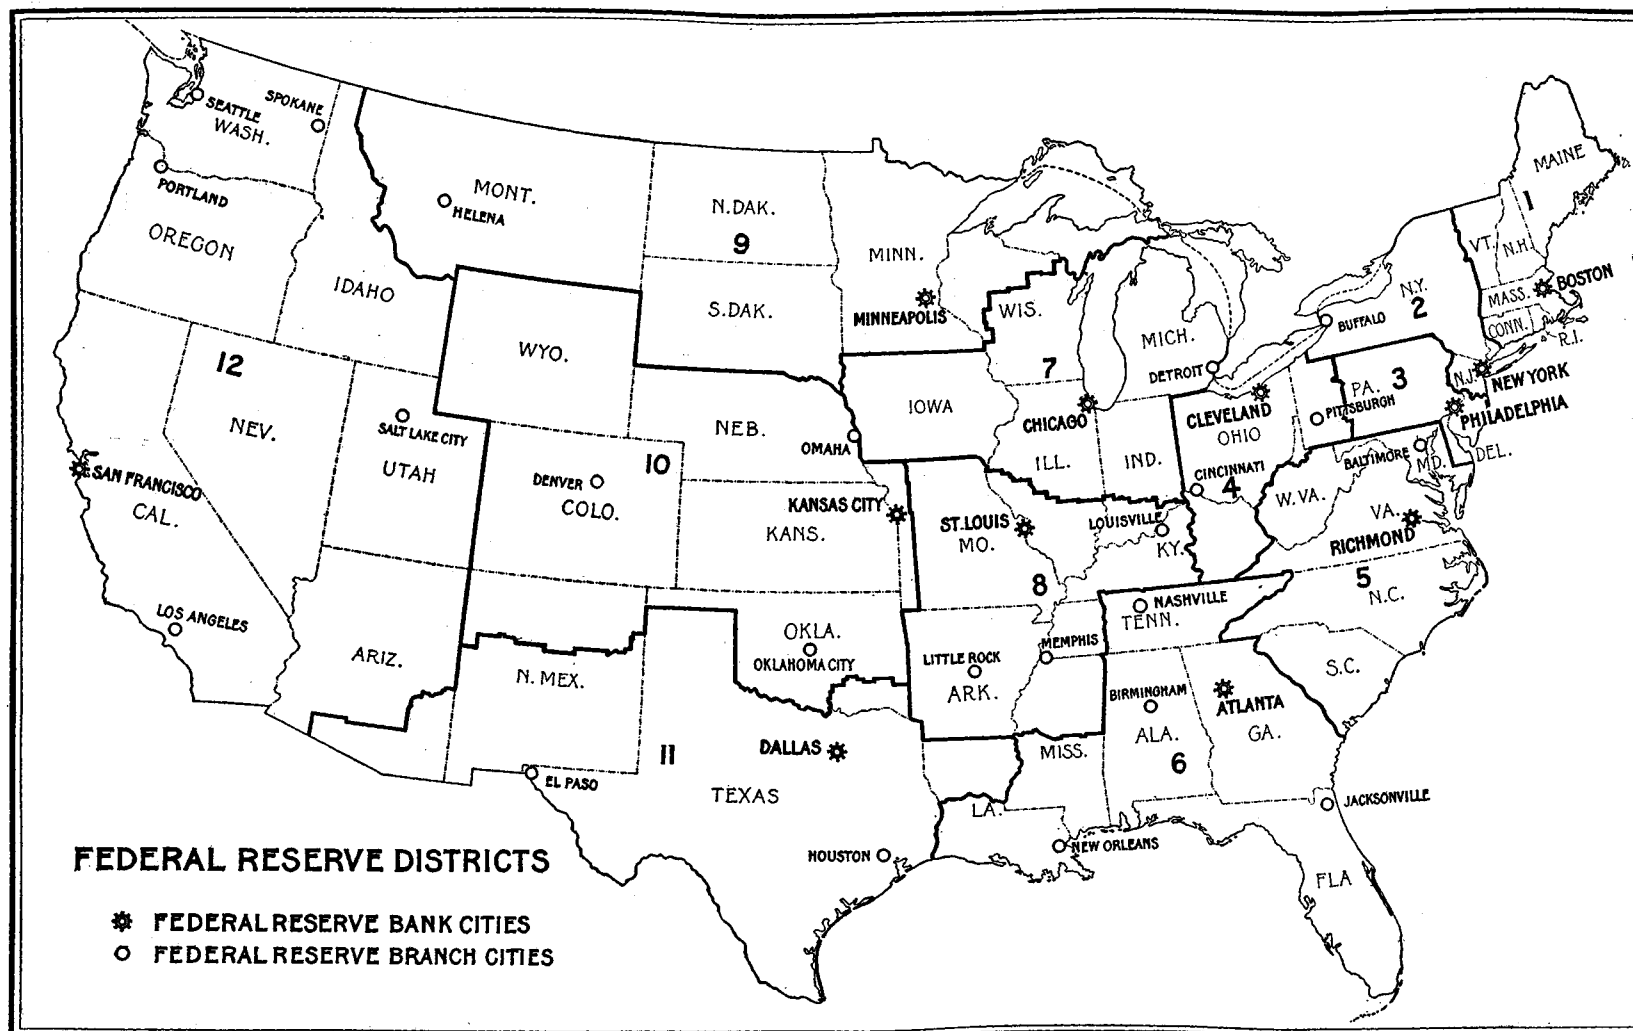 SEATTLE
SPOKANE
WASH.
PORTLAND
OREGON
IDAHO
MONT.
HELENA
N.DAK.
9
S.DAK.
MINN.
MINNEAPOLIS
WIS.
MICH.
DETROIT
7
MAINE
1
VT.
N.H.
BOSTON
MASS.
CONN.
R.I.
N.Y.
2
BUFFALO
N.J.
NEW YORK
PA.
3
PITTSBURGH
PHILADELPHIA
12
NEV.
SALT LAKE CITY
UTAH
SAN FRANCISCO
CAL.
LOS ANGELES
WYO.
10
DENVER
COLO.
NEB.
OMAHA
IOWA
KANSAS CITY
KANS.
CHICAGO
ILL.
IND.
CLEVELAND
OHIO
CINCINNATI
4
BALTIMORE
MD.
DEL.
W.VA.
VA.
RICHMOND
5
N.C.
S.C.
ST.LOUIS
MO.
LOUISVILLE
KY.
8
NASHVILLE
TENN.
MEMPHIS
LITTLE ROCK
ARK.
ARIZ.
N. MEX.
OKLA.
OKLAHOMA CITY
11
DALLAS
EL PASO
TEXAS
HOUSTON
BIRMINGHAM
ALA.
ATLANTA
GA.
MISS.
6
LA.
NEW ORLEANS
JACKSONVILLE
FLA
FEDERAL RESERVE DISTRICTS
FEDERAL RESERVE BANK CITIES
FEDERAL RESERVE BRANCH CITIES